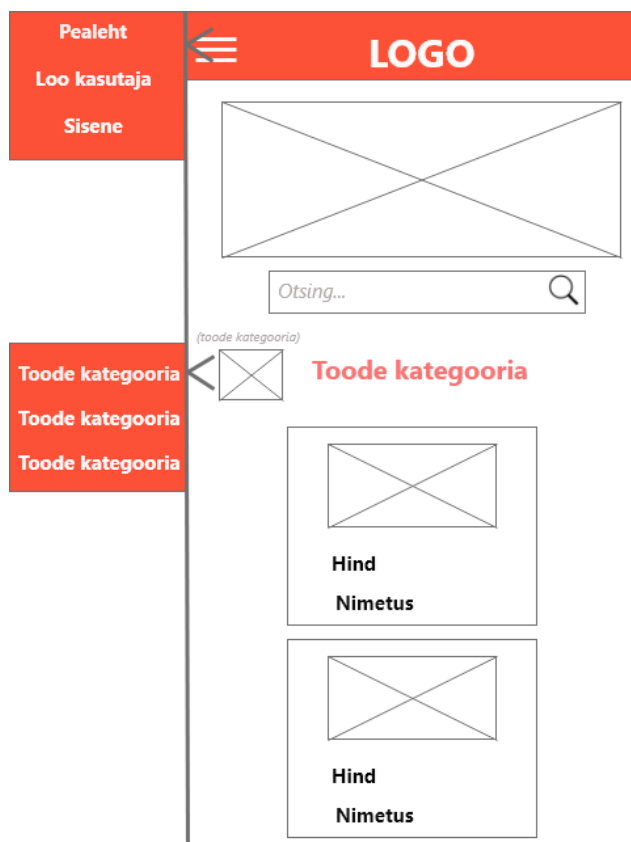 Pealeht
Loo kasutaja
Sisene
LOGO
Otsing...
(toode kategooria)
Toode kategooria
Toode kategooria
Toode kategooria
Toode kategooria
Hind
Nimetus
Hind
Nimetus